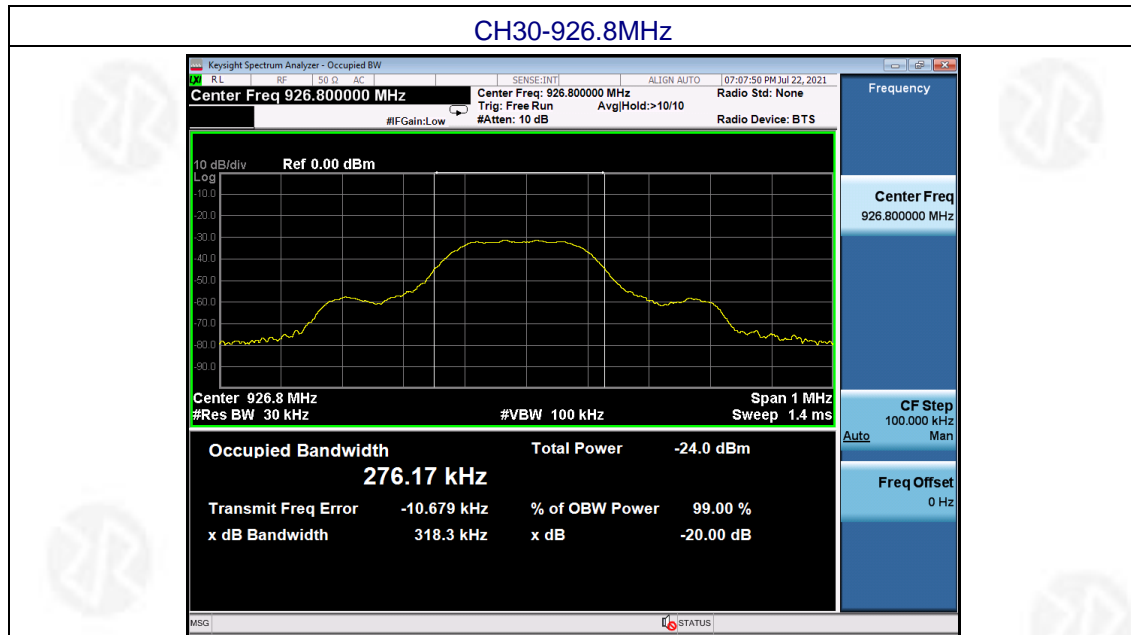 CH30-926.8MHz
Keysight Spectrum Analyzer - Occupied BW
LXI RL RF 50 Ω AC SENSE:INT ALIGN AUTO 07:07:50 PM Jul 22, 2021
Center Freq 926.800000 MHz Center Freq: 926.800000 MHz Radio Std: None
Trig: Free Run Avg|Hold:>10/10
#IFGain:Low #Atten: 10 dB Radio Device: BTS
Frequency
10 dB/div Ref 0.00 dBm
Log
-10.0
-20.0
-30.0
-40.0
-50.0
-60.0
-70.0
-80.0
-90.0
Center 926.8 MHz Span 1 MHz
#Res BW 30 kHz #VBW 100 kHz Sweep 1.4 ms
Occupied Bandwidth Total Power -24.0 dBm
276.17 kHz
Transmit Freq Error -10.679 kHz % of OBW Power 99.00 %
x dB Bandwidth 318.3 kHz x dB -20.00 dB
Center Freq
926.800000 MHz
CF Step
100.000 kHz
Auto Man
Freq Offset
0 Hz
MSG STATUS